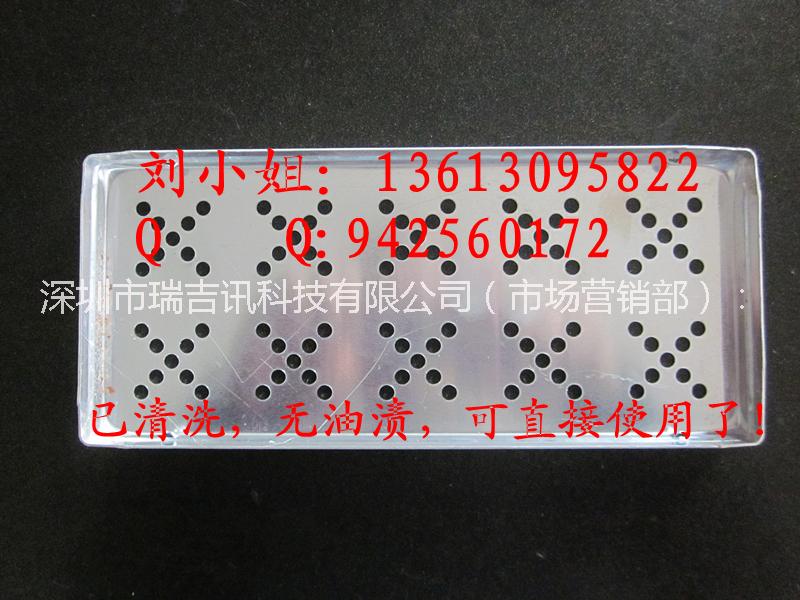 刘小姐：13613095822
Q Q:942560172
深圳市瑞吉讯科技有限公司（市场营销部）：
已清洗，无油渍，可直接使用了！